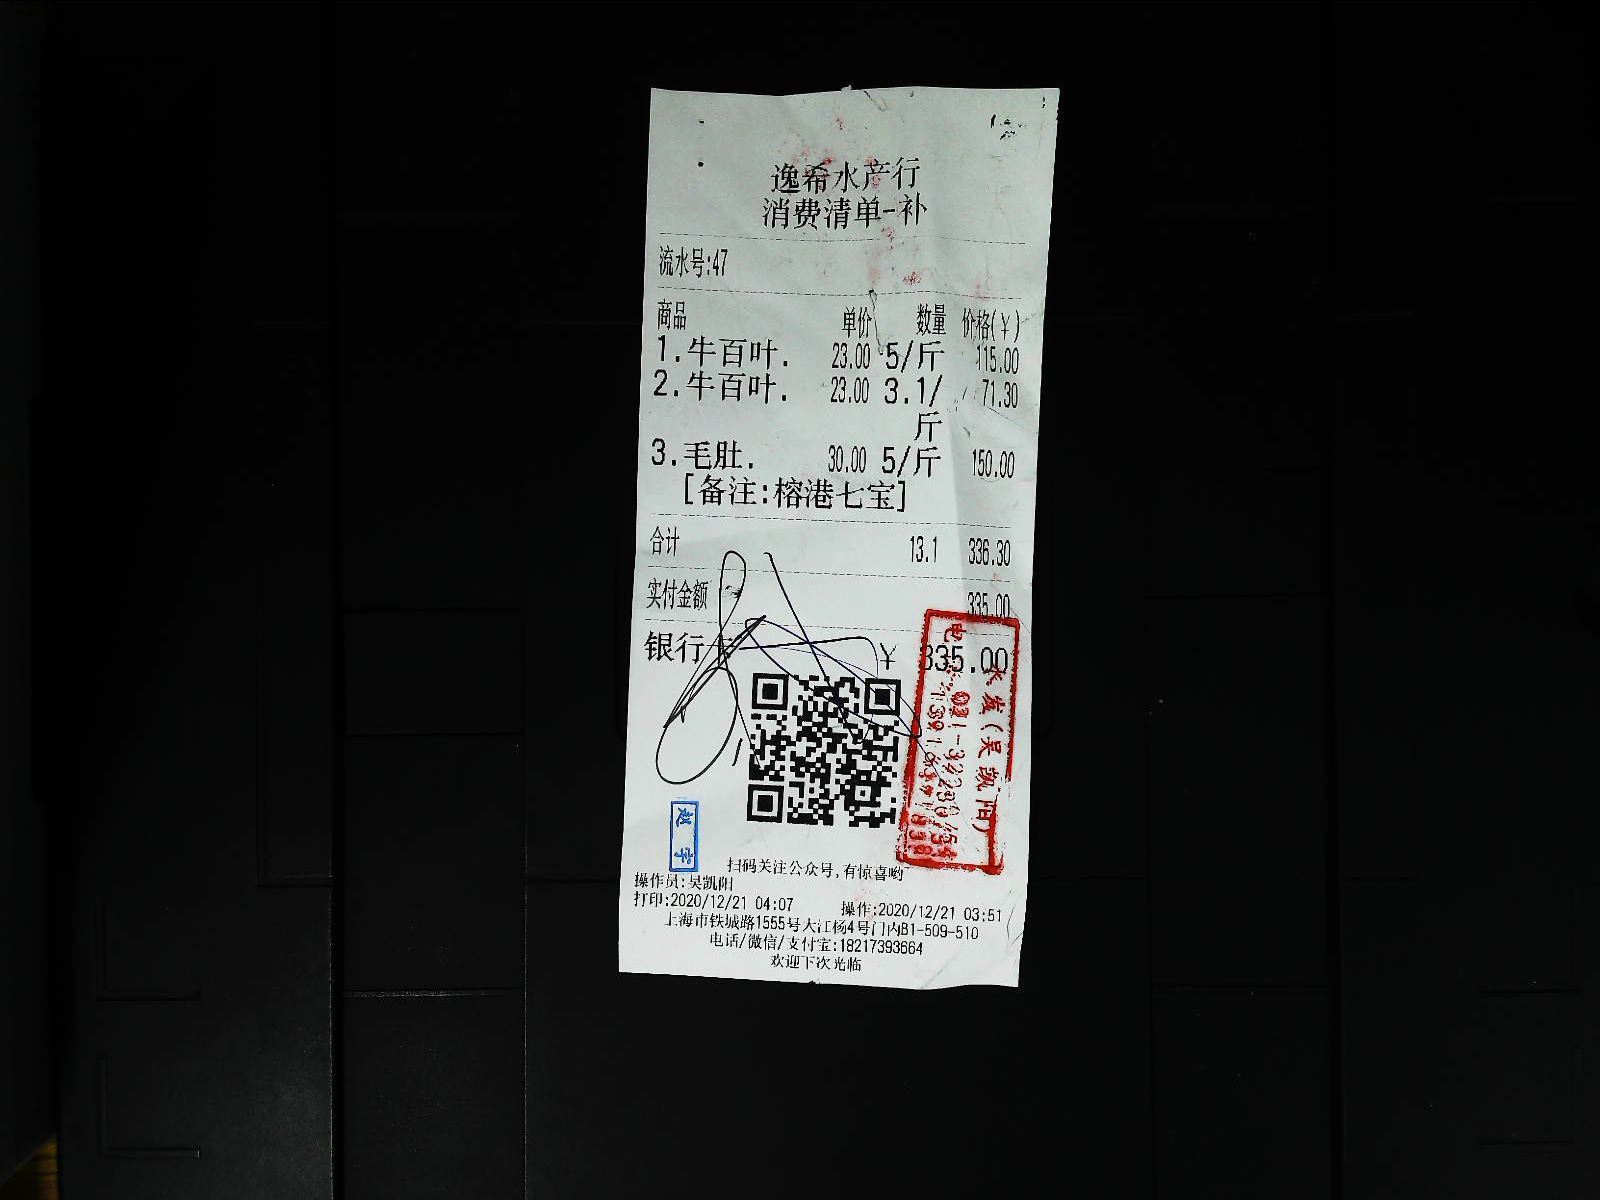 逸希水产行
消费清单-补
流水号:47
商品 单价 数量 价格(¥)
1.牛百叶. 23.00 5/斤 115.00
2.牛百叶. 23.00 3.1/ 71.30
斤
3.毛肚. 30.00 5/斤 150.00
[备注:榕港七宝]
合计 13.1 336.30
实付金额 335.00
银行卡 ¥ 335.00
水发(吴凯阳)
赵宇
扫码关注公众号,有惊喜哟
操作员:吴凯阳
打印:2020/12/21 04:07 操作:2020/12/21 03:51
上海市铁城路1555号大江杨4号门内B1-509-510
电话/微信/支付宝:18217393664
欢迎下次光临